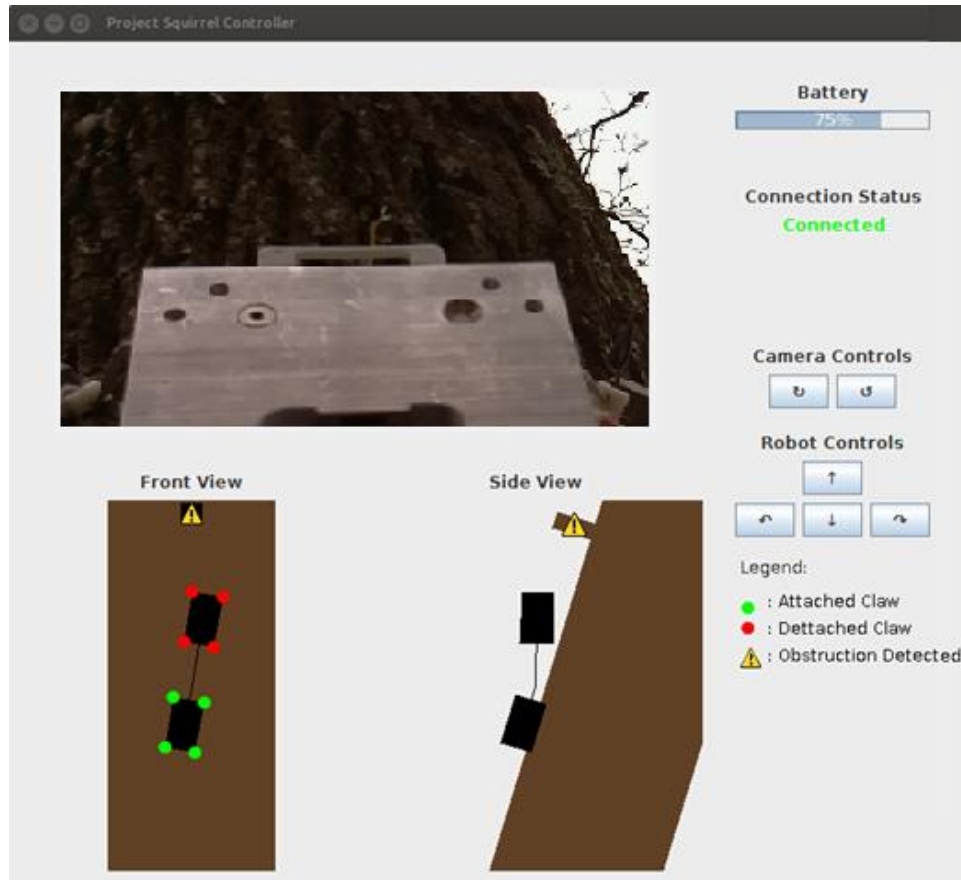 Project Squirrel Controller
Battery
75%
Connection Status
Connected
Camera Controls
↻ ↺
Robot Controls
↑
↶ ↓ ↷
Front View
Side View
Legend:
: Attached Claw
: Dettached Claw
: Obstruction Detected